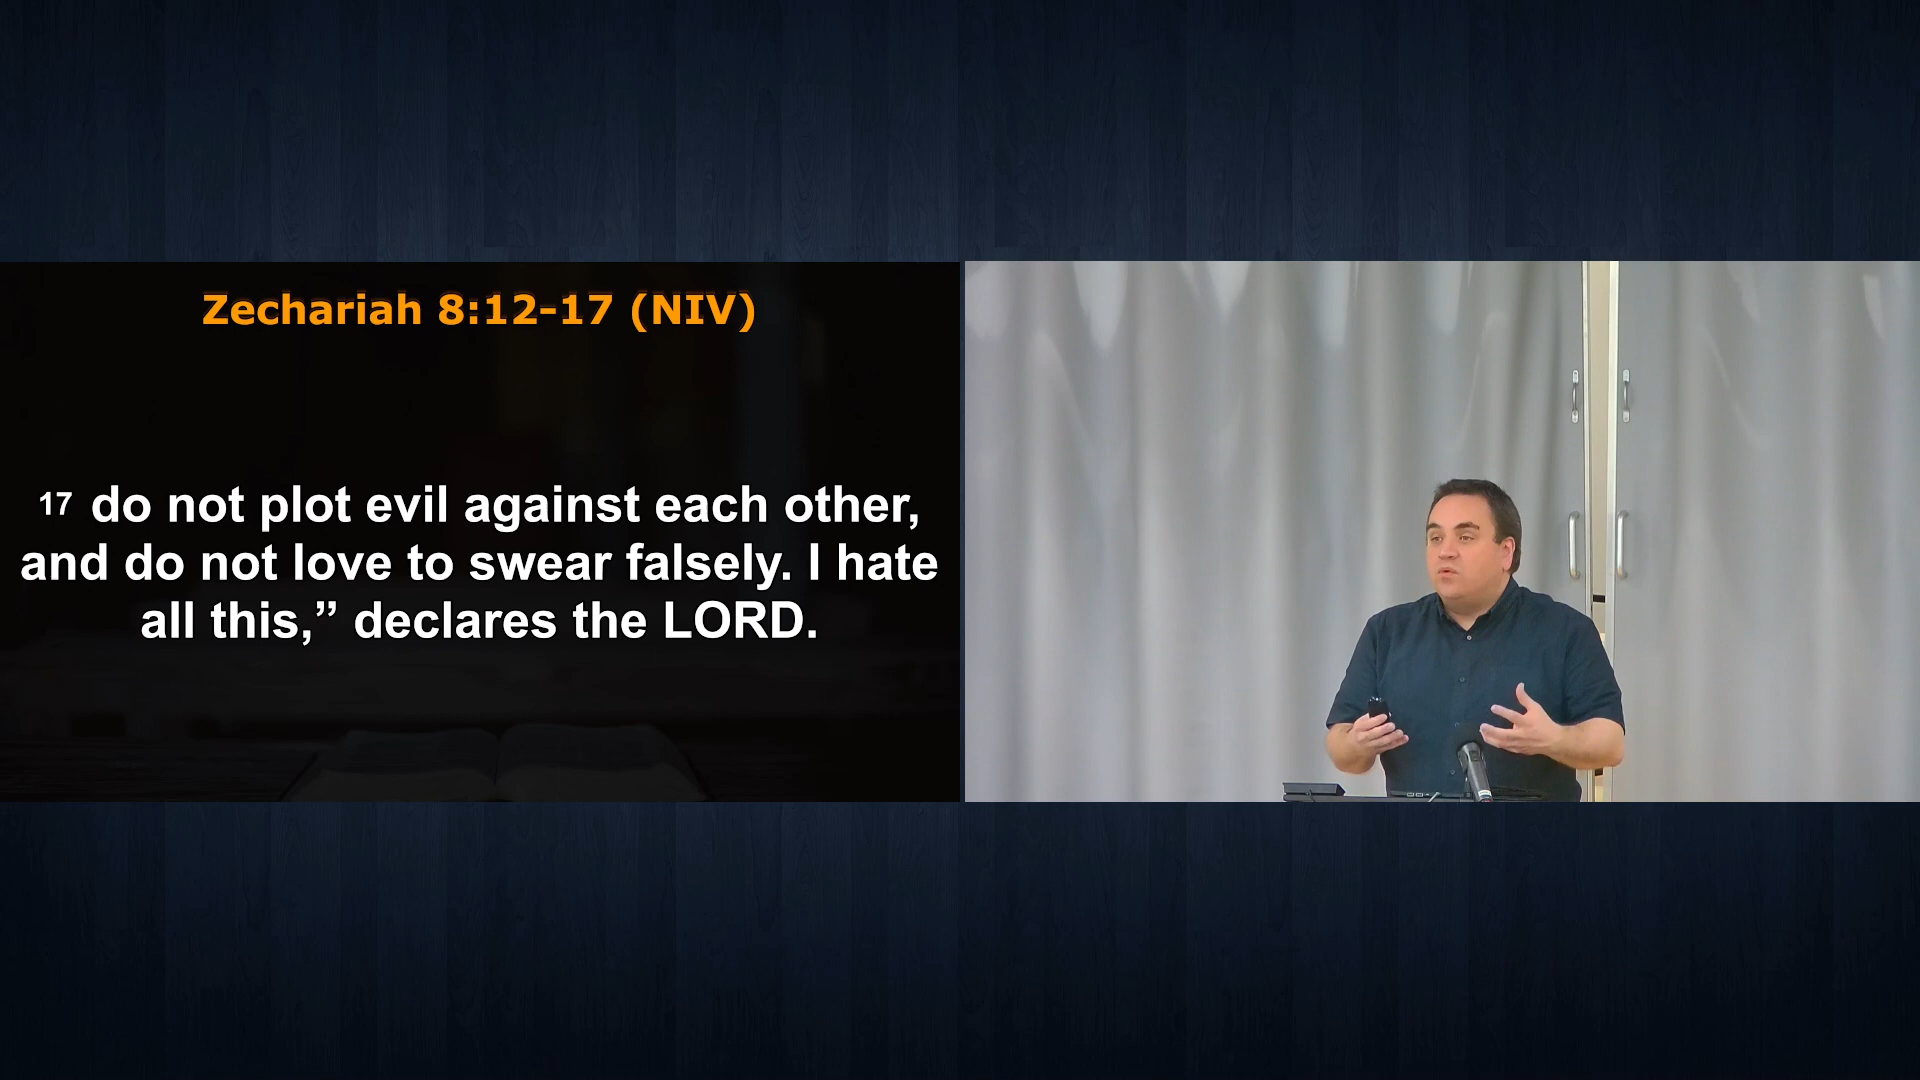 Zechariah 8:12-17 (NIV)
17 do not plot evil against each other,
and do not love to swear falsely. I hate
all this,” declares the LORD.